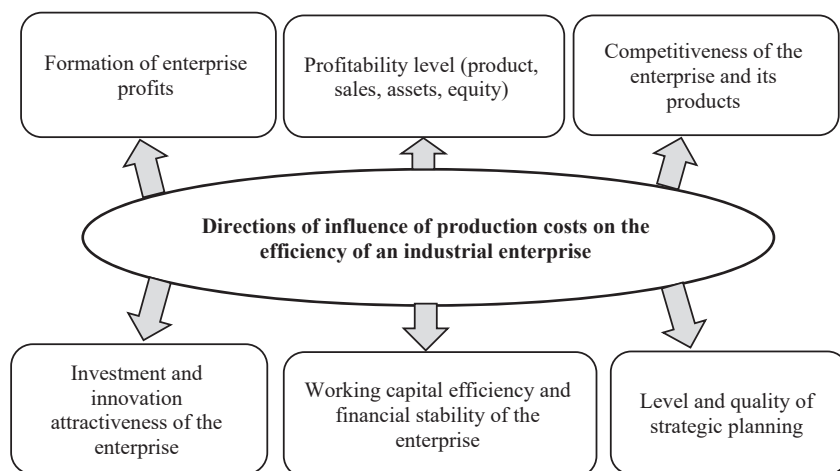 Formation of enterprise
profits
Profitability level (product,
sales, assets, equity)
Competitiveness of the
enterprise and its
products
Directions of influence of production costs on the
efficiency of an industrial enterprise
Investment and
innovation
attractiveness of the
enterprise
Working capital efficiency and
financial stability of the
enterprise
Level and quality of
strategic planning